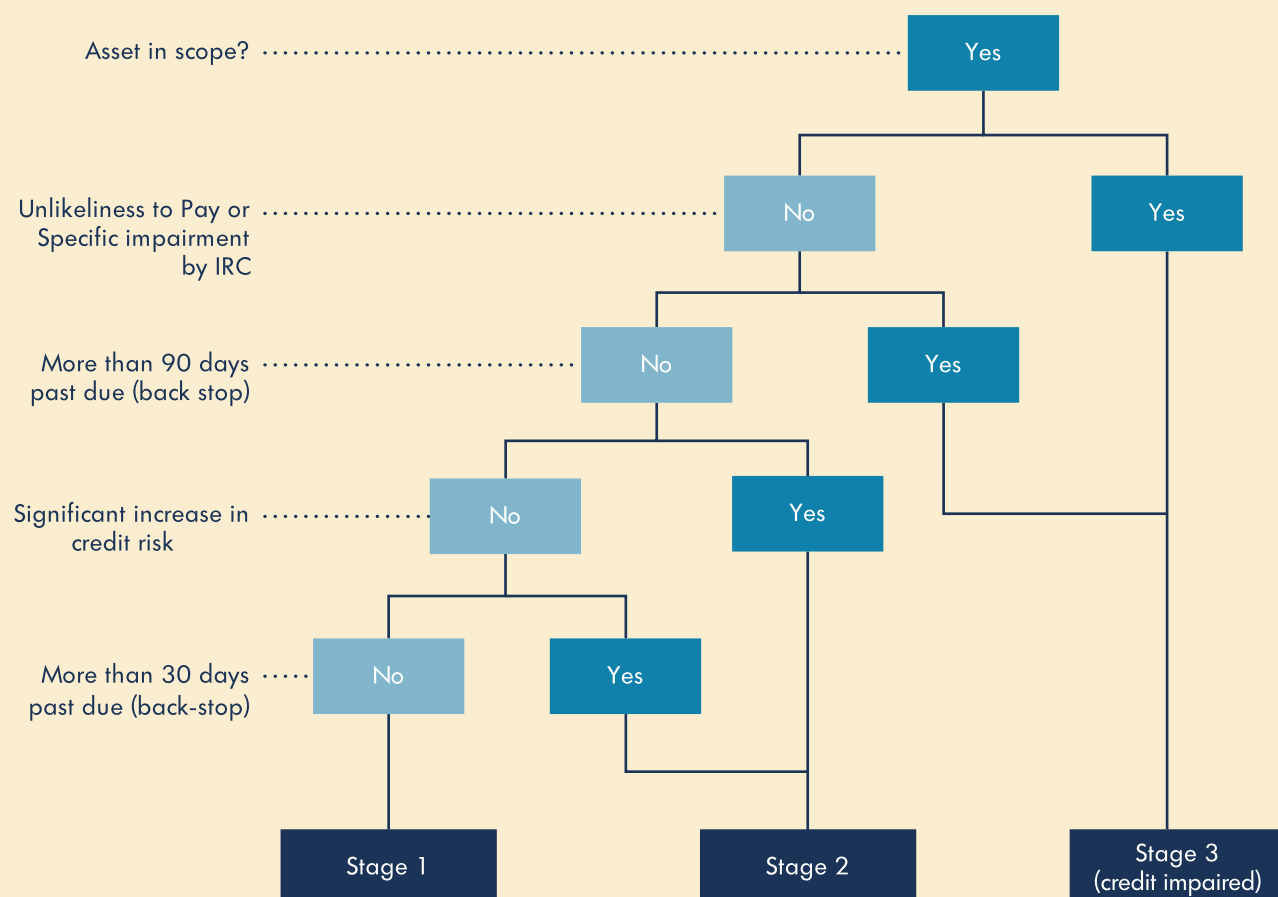 Asset in scope?
Yes
Unlikeliness to Pay or
Specific impairment
by IRC
No
Yes
More than 90 days
past due (back stop)
No
Yes
Significant increase in
credit risk
No
Yes
More than 30 days
past due (back-stop)
No
Yes
Stage 1
Stage 2
Stage 3
(credit impaired)